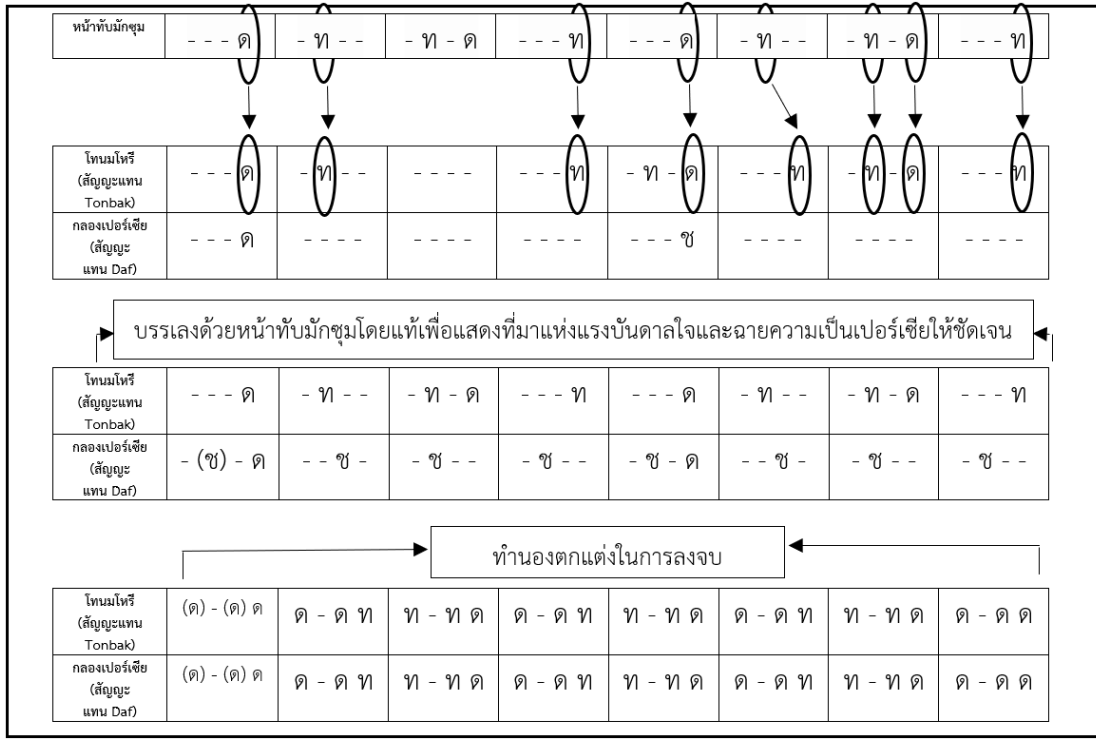 หน้าทับมักซุม - - - ด - ท - - - ท - ด - - - ท - - - ด - ท - - - ท - ด - - - ท
โทนมโหรี
(สัญญะแทน
Tonbak) - - - ด - ท - - - - - - - - - ท - ท - ด - - - ท - ท - ด - - - ท
กลองเปอร์เซีย
(สัญญะ
แทน Daf) - - - ด - - - - - - - - - - - - - - - ช - - - - - - - - - - - -
บรรเลงด้วยหน้าทับมักซุมโดยแท้เพื่อแสดงที่มาแห่งแรงบันดาลใจและฉายความเป็นเปอร์เซียให้ชัดเจน
โทนมโหรี
(สัญญะแทน
Tonbak) - - - ด - ท - - - ท - ด - - - ท - - - ด - ท - - - ท - ด - - - ท
กลองเปอร์เซีย
(สัญญะ
แทน Daf) - (ช) - ด - - ช - - ช - - - ช - - - ช - ด - - ช - - ช - - - ช - -
ทำนองตกแต่งในการลงจบ
โทนมโหรี
(สัญญะแทน
Tonbak) (ด) - (ด) ด ด - ด ท ท - ท ด ด - ด ท ท - ท ด ด - ด ท ท - ท ด ด - ด ด
กลองเปอร์เซีย
(สัญญะ
แทน Daf) (ด) - (ด) ด ด - ด ท ท - ท ด ด - ด ท ท - ท ด ด - ด ท ท - ท ด ด - ด ด